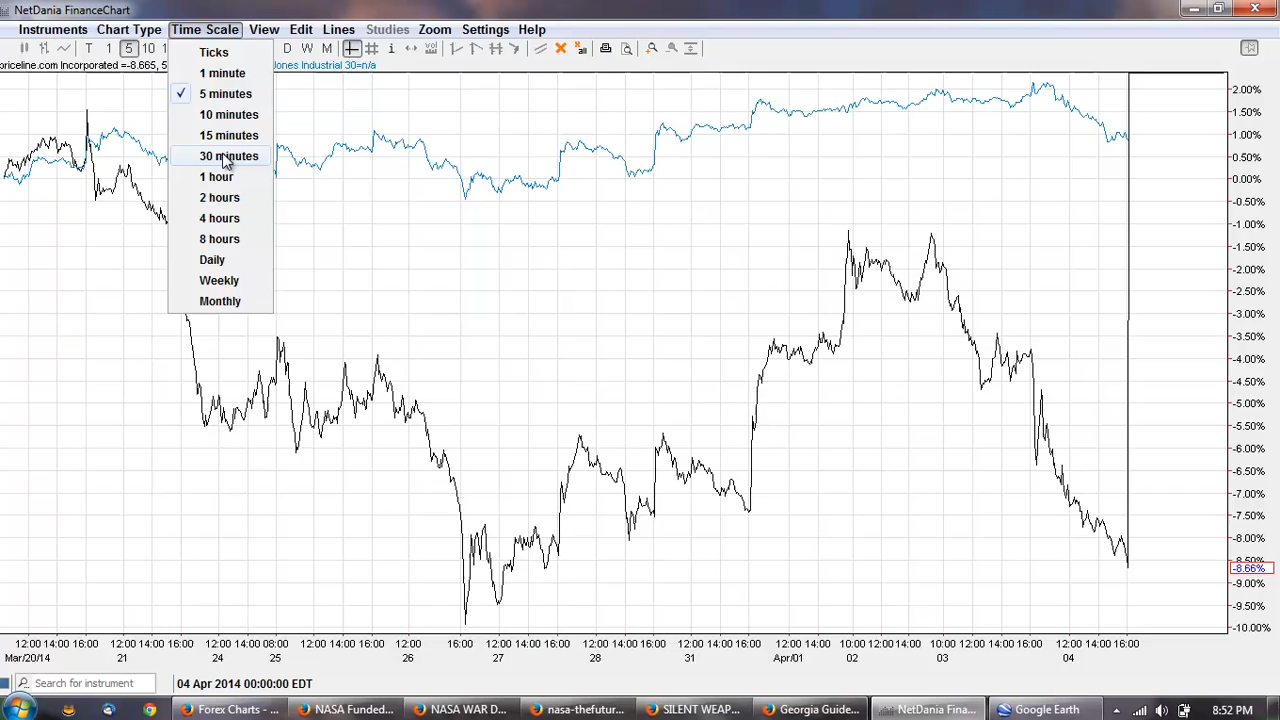 NetDania FinanceChart
Instruments Chart Type Time Scale View Edit Lines Studies Zoom Settings Help
T 1 5 10 D W M
priceline.com Incorporated =-8.665, 5 Jones Industrial 30=n/a
Ticks
1 minute
5 minutes
10 minutes
15 minutes
30 minutes
1 hour
2 hours
4 hours
8 hours
Daily
Weekly
Monthly
2.00%
1.50%
1.00%
0.50%
0.00%
-0.50%
-1.00%
-1.50%
-2.00%
-2.50%
-3.00%
-3.50%
-4.00%
-4.50%
-5.00%
-5.50%
-6.00%
-6.50%
-7.00%
-7.50%
-8.00%
-8.66%
-9.00%
-9.50%
-10.00%
12:00 14:00 16:00 12:00 14:00 16:00 12:00 14:00 16:00 12:00 14:00 16:00 12:00 14:00 16:00 12:00 14:00 16:00 12:00 14:00 16:00 12:00 14:00 16:00 10:00 12:00 14:00 16:00 12:00 14:00 16:00
Mar/20/14 21 24 25 26 27 28 31 Apr/01 02 03 04
Search for instrument 04 Apr 2014 00:00:00 EDT
Forex Charts - ... NASA Funded... NASA WAR D... nasa-thefutur... SILENT WEAP... Georgia Guide... NetDania Fina... Google Earth 8:52 PM